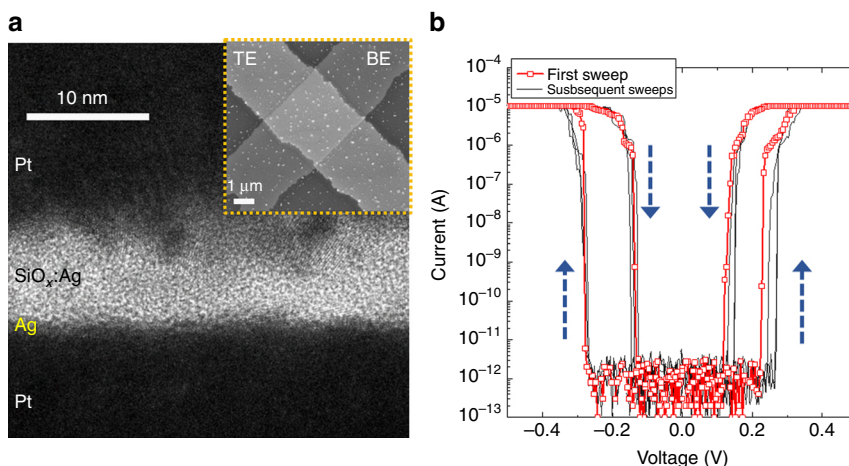 a
TE
BE
10 nm
1 μm
Pt
SiOₓ:Ag
Ag
Pt
b
10⁻⁴
10⁻⁵
10⁻⁶
10⁻⁷
10⁻⁸
10⁻⁹
10⁻¹⁰
10⁻¹¹
10⁻¹²
10⁻¹³
Current (A)
First sweep
Susbsequent sweeps
–0.4 –0.2 0.0 0.2 0.4
Voltage (V)